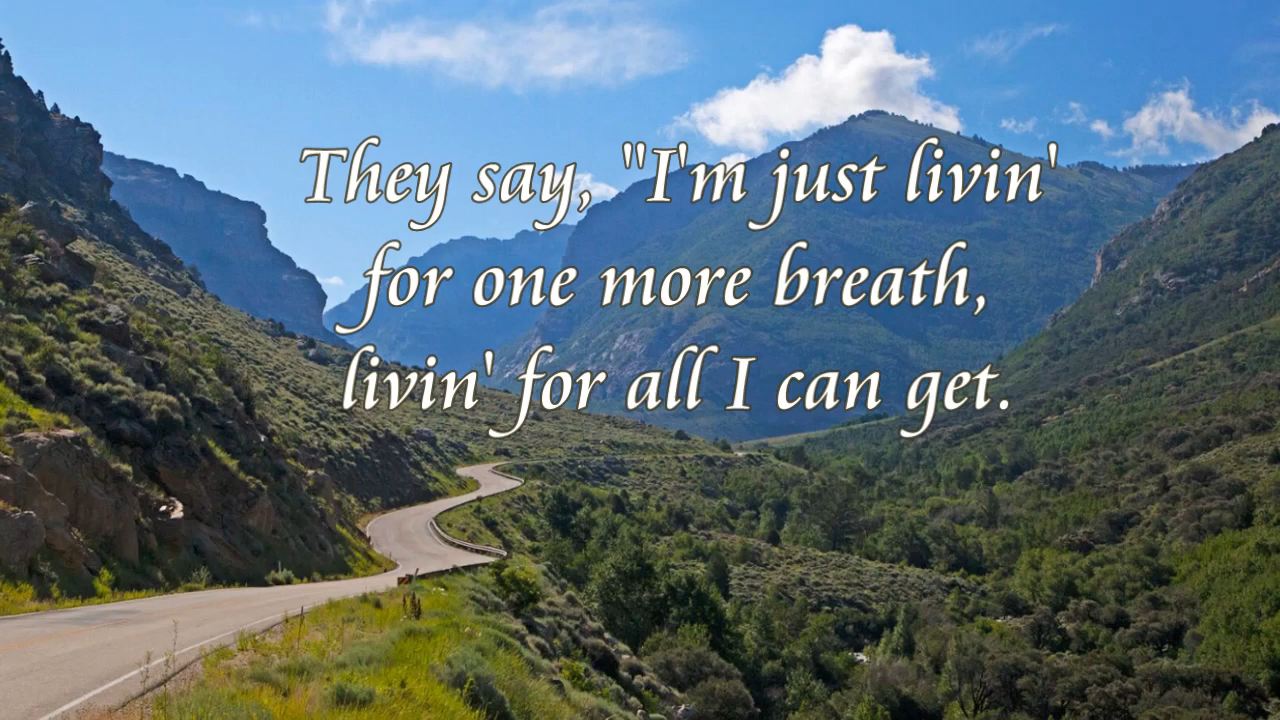 They say, "I'm just livin'
for one more breath,
livin' for all I can get.